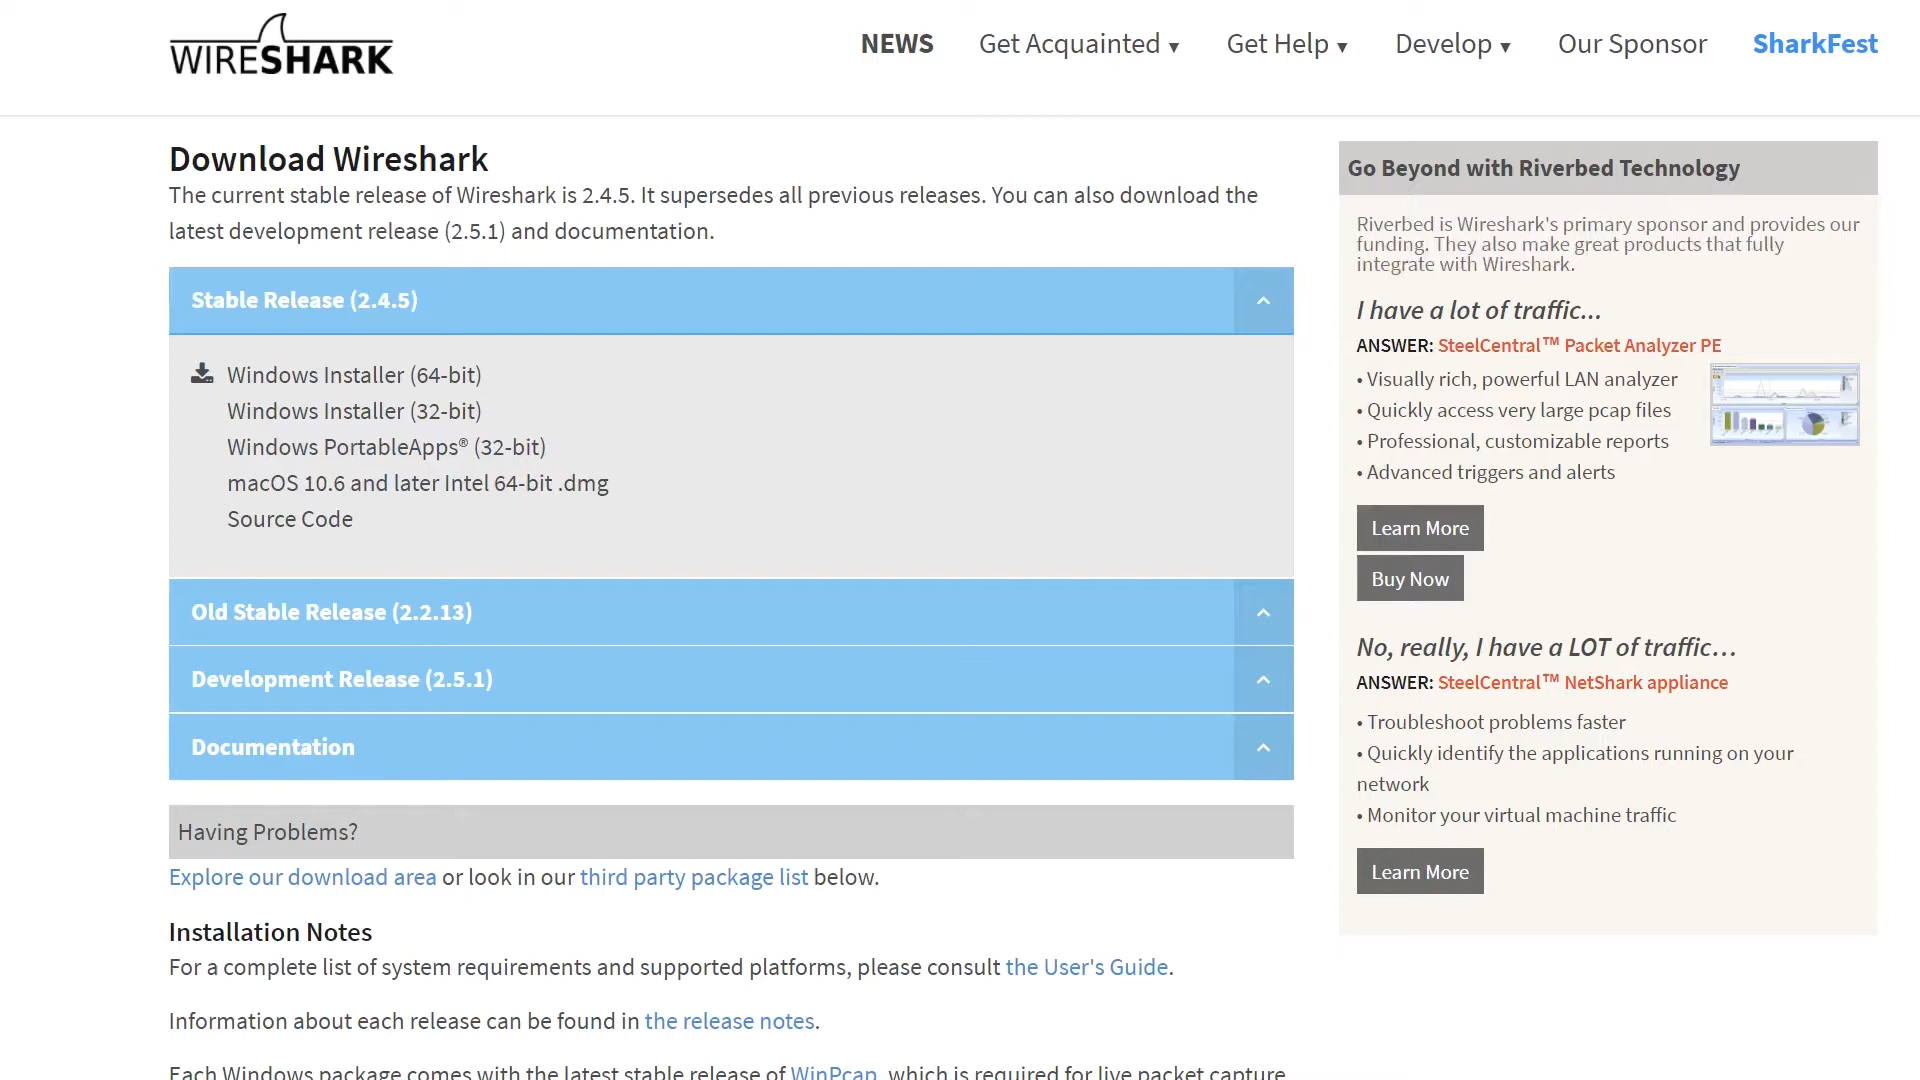 WIRESHARK
NEWS
Get Acquainted ▼
Get Help ▼
Develop ▼
Our Sponsor
SharkFest
Download Wireshark
The current stable release of Wireshark is 2.4.5. It supersedes all previous releases. You can also download the
latest development release (2.5.1) and documentation.
Stable Release (2.4.5)
Windows Installer (64-bit)
Windows Installer (32-bit)
Windows PortableApps® (32-bit)
macOS 10.6 and later Intel 64-bit .dmg
Source Code
Old Stable Release (2.2.13)
Development Release (2.5.1)
Documentation
Having Problems?
Explore our download area or look in our third party package list below.
Installation Notes
For a complete list of system requirements and supported platforms, please consult the User's Guide.
Information about each release can be found in the release notes.
Each Windows package comes with the latest stable release of WinPcap, which is required for live packet capture.
Go Beyond with Riverbed Technology
Riverbed is Wireshark's primary sponsor and provides our
funding. They also make great products that fully
integrate with Wireshark.
I have a lot of traffic...
ANSWER: SteelCentral™ Packet Analyzer PE
• Visually rich, powerful LAN analyzer
• Quickly access very large pcap files
• Professional, customizable reports
• Advanced triggers and alerts
Learn More
Buy Now
No, really, I have a LOT of traffic…
ANSWER: SteelCentral™ NetShark appliance
• Troubleshoot problems faster
• Quickly identify the applications running on your
network
• Monitor your virtual machine traffic
Learn More